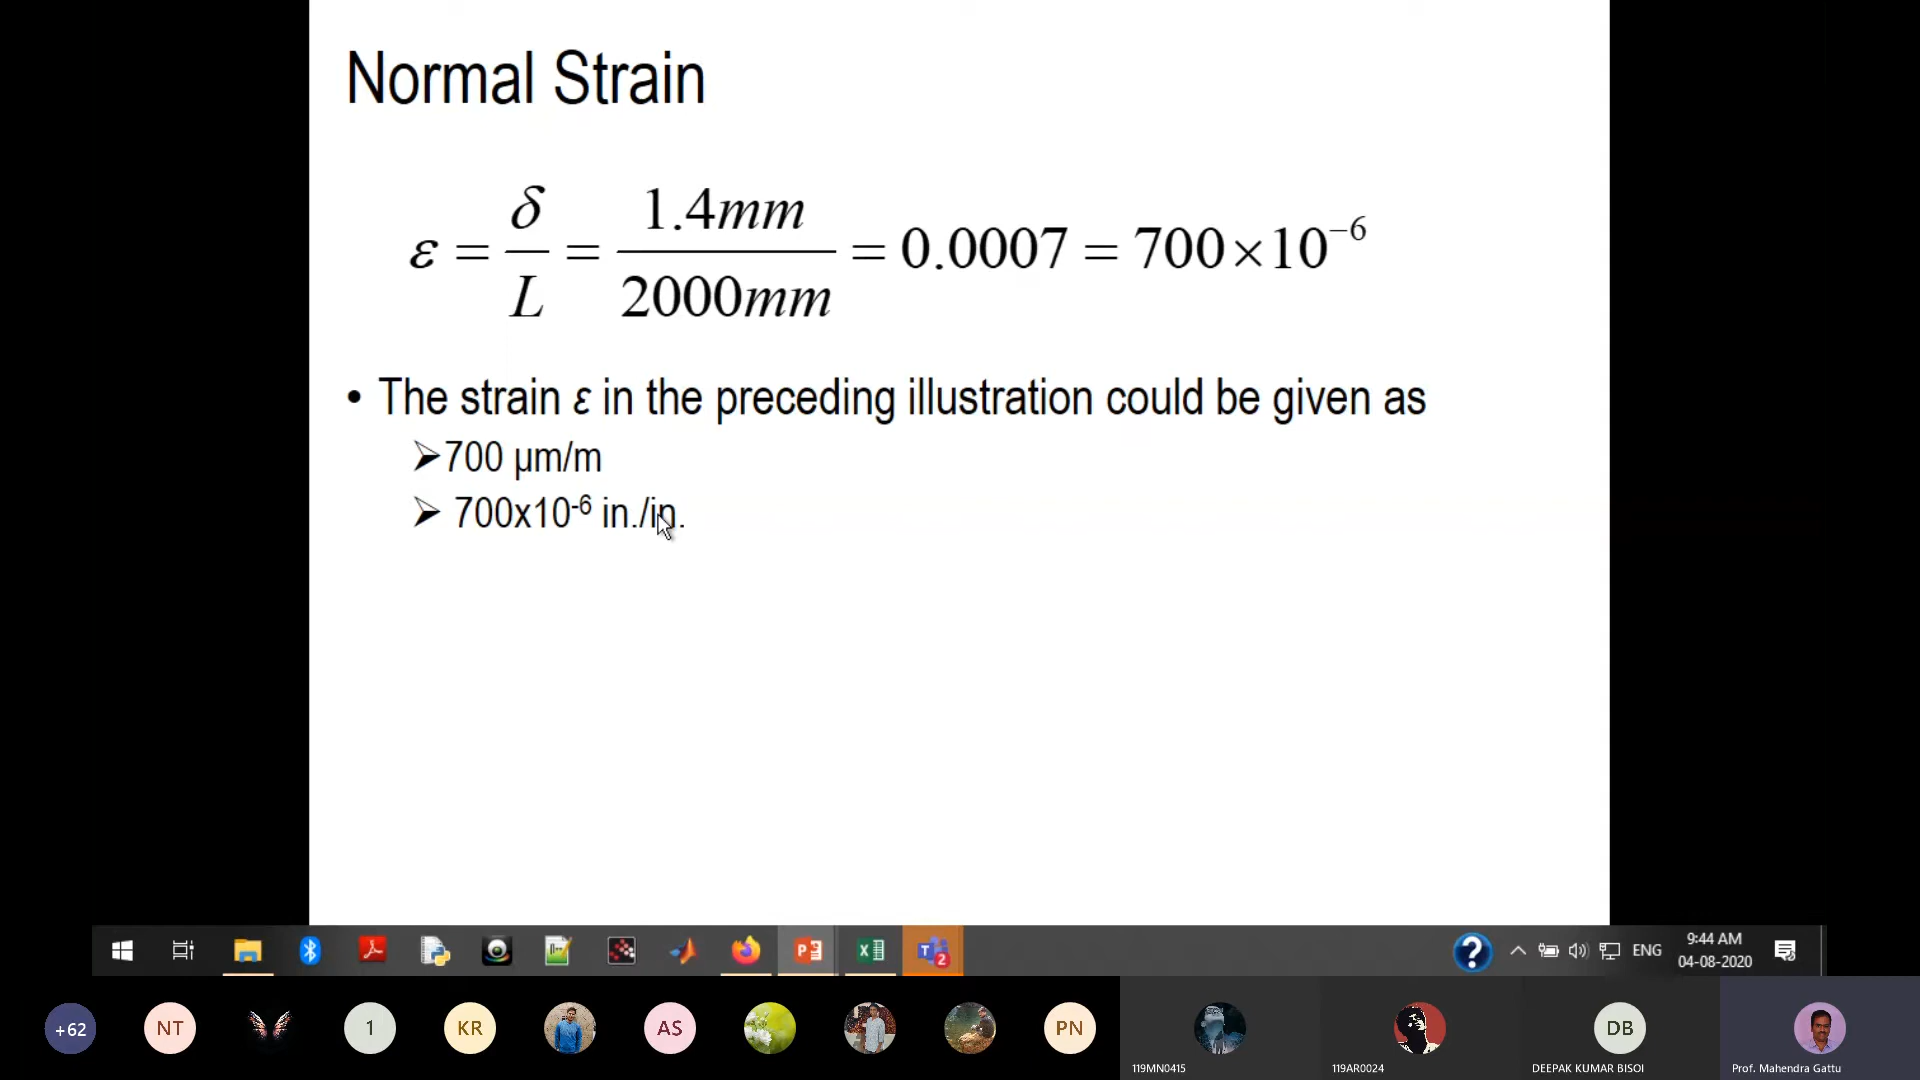 Normal Strain
ε = δ/L = 1.4mm/2000mm = 0.0007 = 700×10⁻⁶
• The strain ε in the preceding illustration could be given as
➢700 µm/m
➢ 700x10⁻⁶ in./in.
ENG
9:44 AM
04-08-2020
+62
NT
1
KR
AS
PN
119MN0415
119AR0024
DB
DEEPAK KUMAR BISOI
Prof. Mahendra Gattu